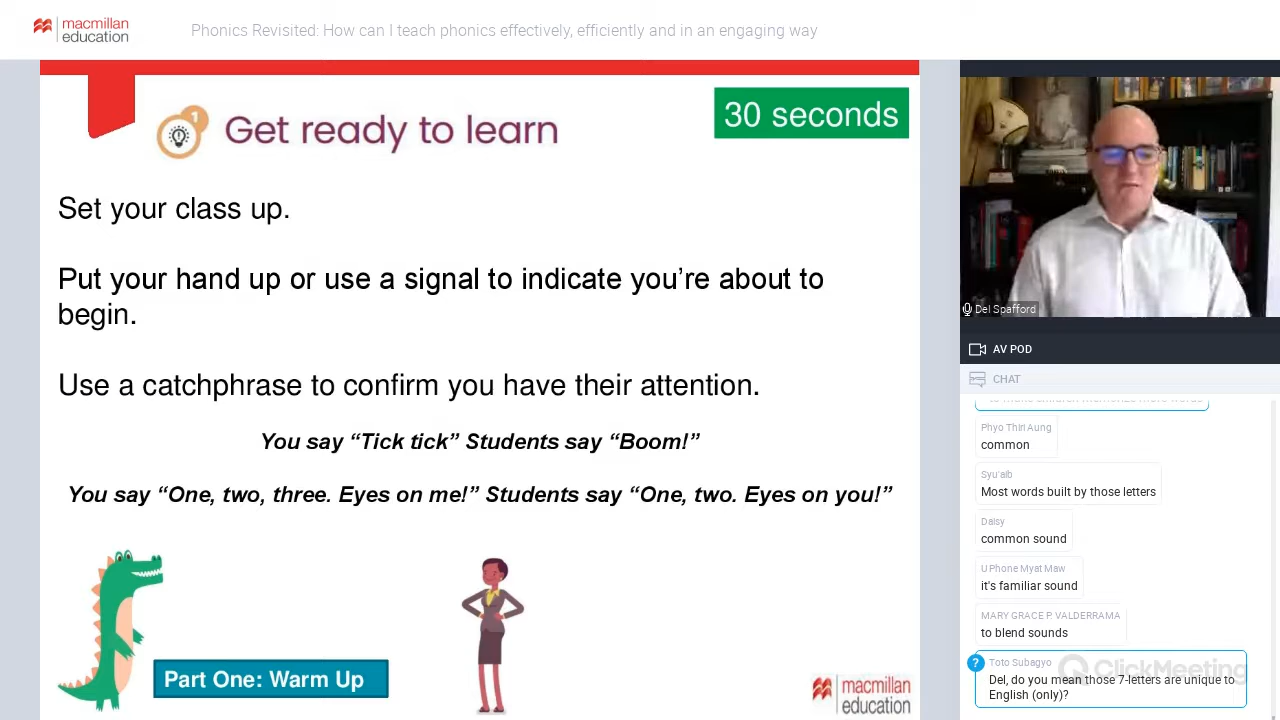 macmillan
education
Phonics Revisited: How can I teach phonics effectively, efficiently and in an engaging way
1
Get ready to learn
30 seconds
Set your class up.
Put your hand up or use a signal to indicate you’re about to
begin.
Use a catchphrase to confirm you have their attention.
You say “Tick tick” Students say “Boom!”
You say “One, two, three. Eyes on me!” Students say “One, two. Eyes on you!”
Part One: Warm Up
macmillan
education
Del Spafford
AV POD
CHAT
Phyo Thiri Aung
common
Syu'aib
Most words built by those letters
Daisy
common sound
U Phone Myat Maw
it's familiar sound
MARY GRACE P. VALDERRAMA
to blend sounds
?
Toto Subagyo
ClickMeeting
Del, do you mean those 7-letters are unique to
English (only)?